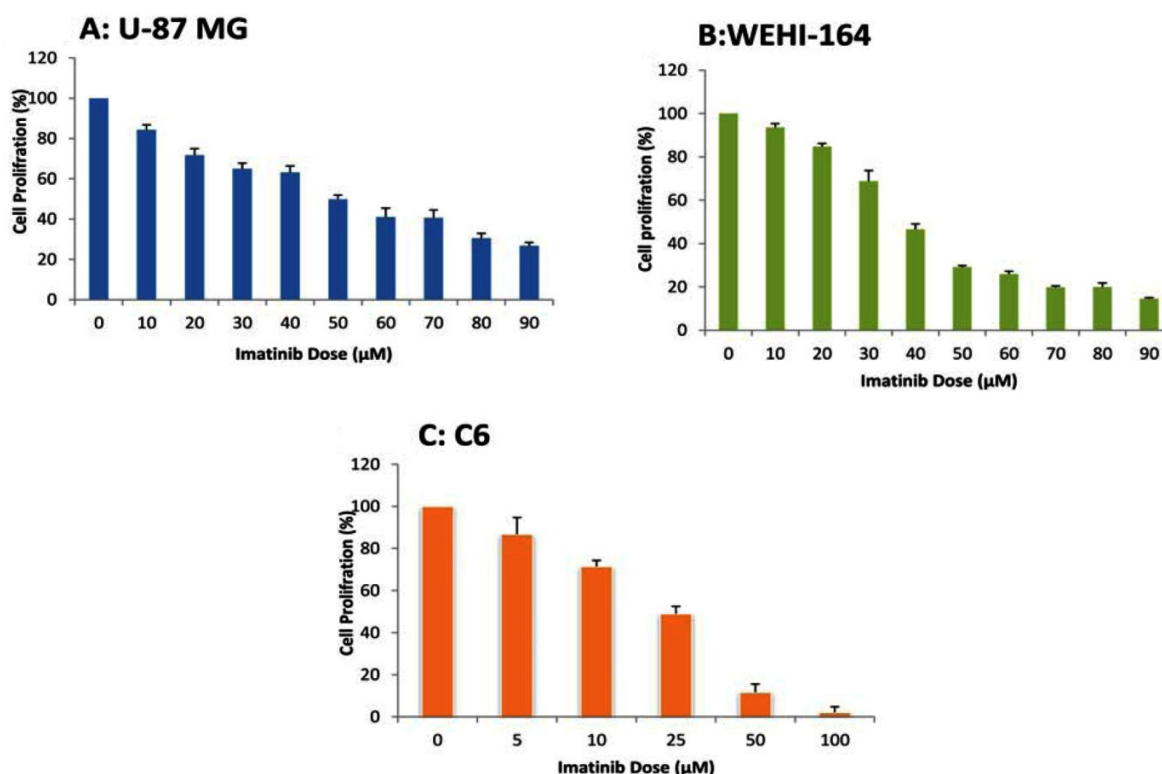 A: U-87 MG
Cell Prolifration (%)
120
100
80
60
40
20
0
0 10 20 30 40 50 60 70 80 90
Imatinib Dose (µM)
B:WEHI-164
Cell prolifration (%)
120
100
80
60
40
20
0
0 10 20 30 40 50 60 70 80 90
Imatinib Dose (µM)
C: C6
Cell Prolifration (%)
120
100
80
60
40
20
0
0 5 10 25 50 100
Imatinib Dose (µM)